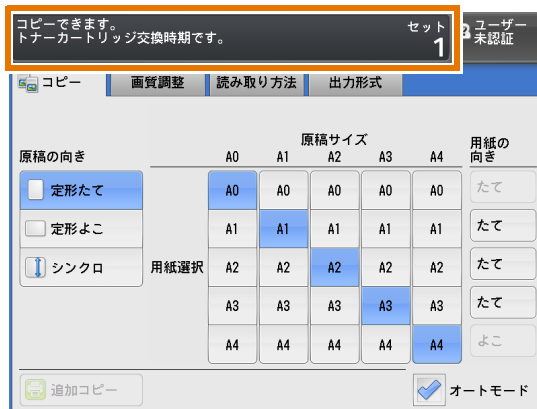 コピーできます。
トナーカートリッジ交換時期です。
セット
1
ユーザー
未認証
コピー 画質調整 読み取り方法 出力形式
原稿サイズ
用紙の
向き
原稿の向き A0 A1 A2 A3 A4
定形たて A0 A0 A0 A0 A0 たて
定形よこ A1 A1 A1 A1 A1 たて
シンクロ 用紙選択 A2 A2 A2 A2 A2 たて
A3 A3 A3 A3 A3 たて
A4 A4 A4 A4 A4 よこ
追加コピー オートモード